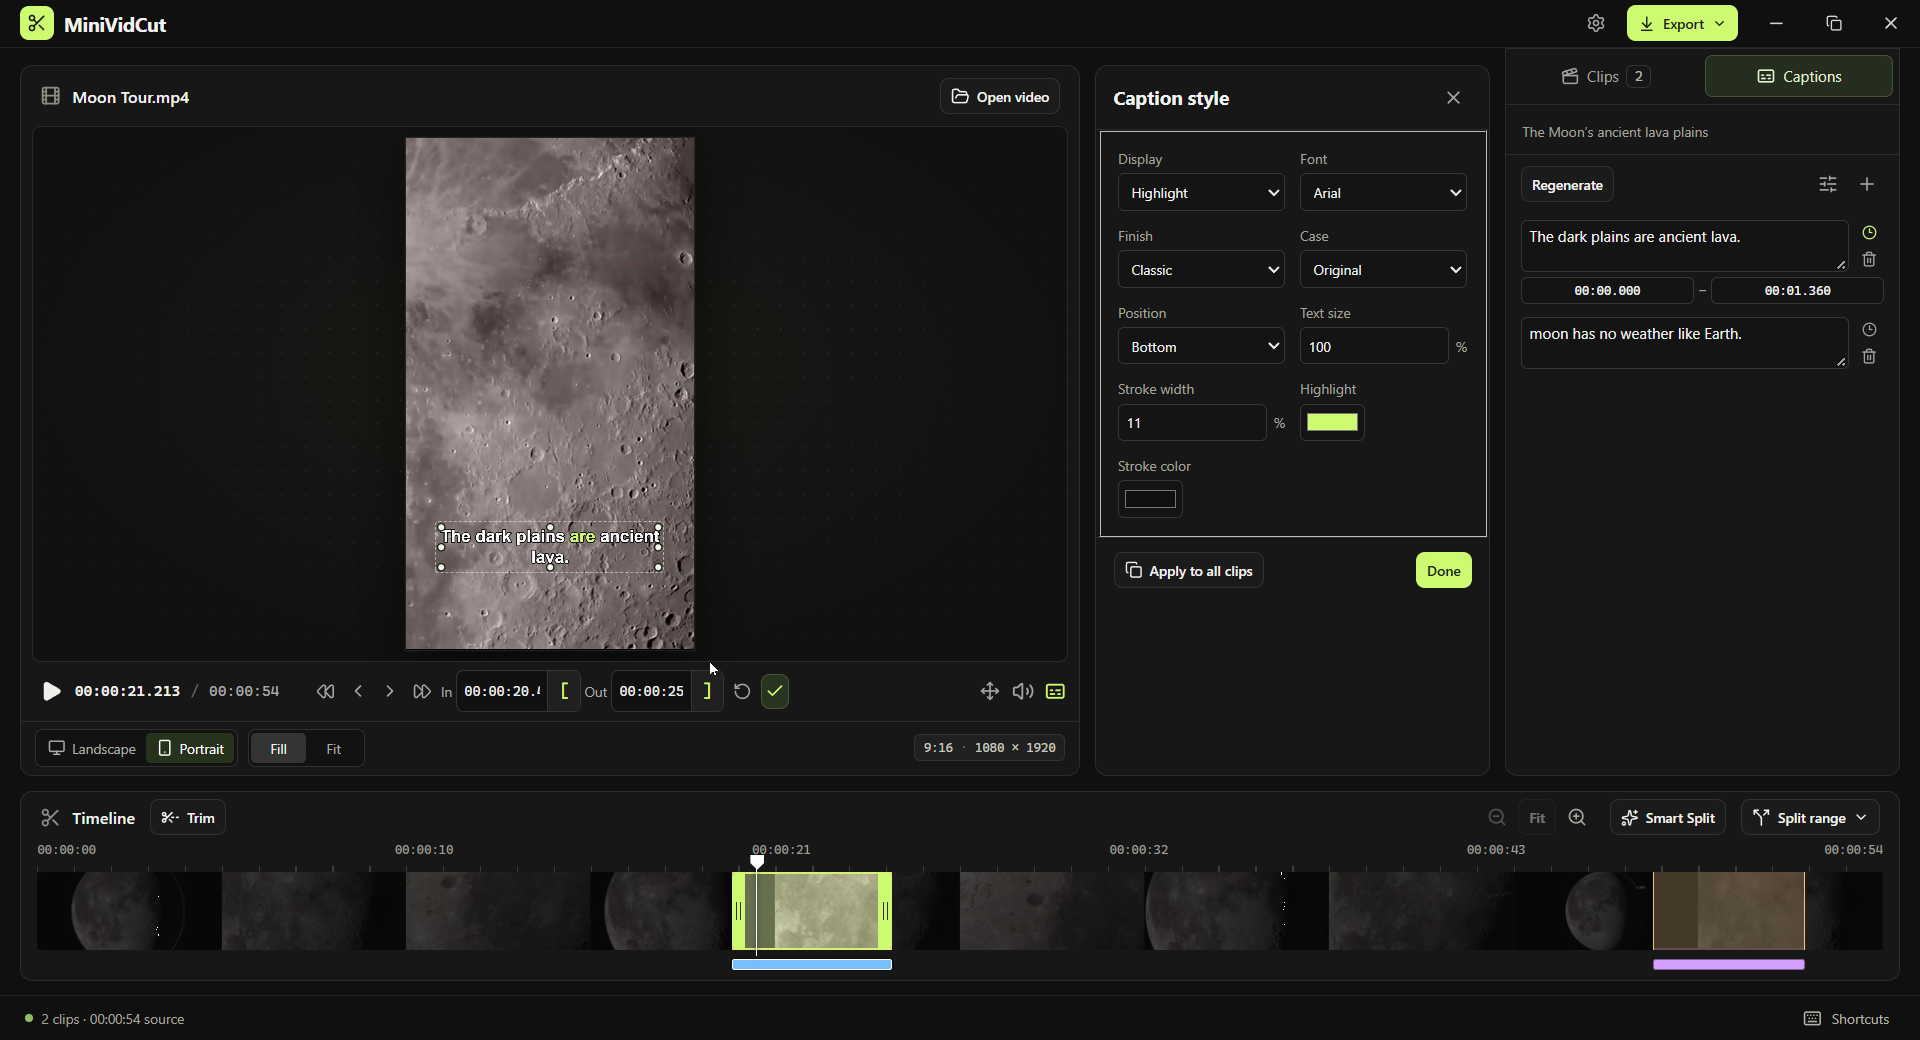 MiniVidCut
Export
Moon Tour.mp4
Open video
The dark plains are ancient
lava.
00:00:21.213 / 00:00:54
In 00:00:20. [ Out 00:00:25 ]
Landscape Portrait Fill Fit
9:16 · 1080 × 1920
Caption style
Display Font
Highlight Arial
Finish Case
Classic Original
Position Text size
Bottom 100 %
Stroke width Highlight
11 %
Stroke color
Apply to all clips Done
Clips 2 Captions
The Moon's ancient lava plains
Regenerate
The dark plains are ancient lava.
00:00.000 – 00:01.360
moon has no weather like Earth.
Timeline Trim
Fit Smart Split Split range
00:00:00 00:00:10 00:00:21 00:00:32 00:00:43 00:00:54
2 clips · 00:00:54 source
Shortcuts